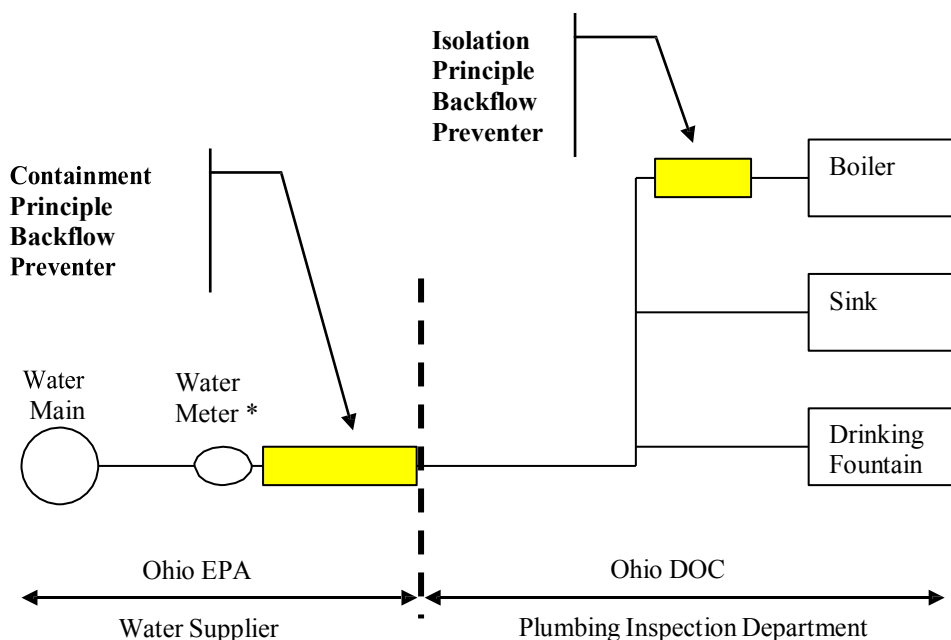 Isolation
Principle
Backflow
Preventer
Containment
Principle
Backflow
Preventer
Boiler
Sink
Water
Main
Water
Meter *
Drinking
Fountain
Ohio EPA
Ohio DOC
Water Supplier
Plumbing Inspection Department